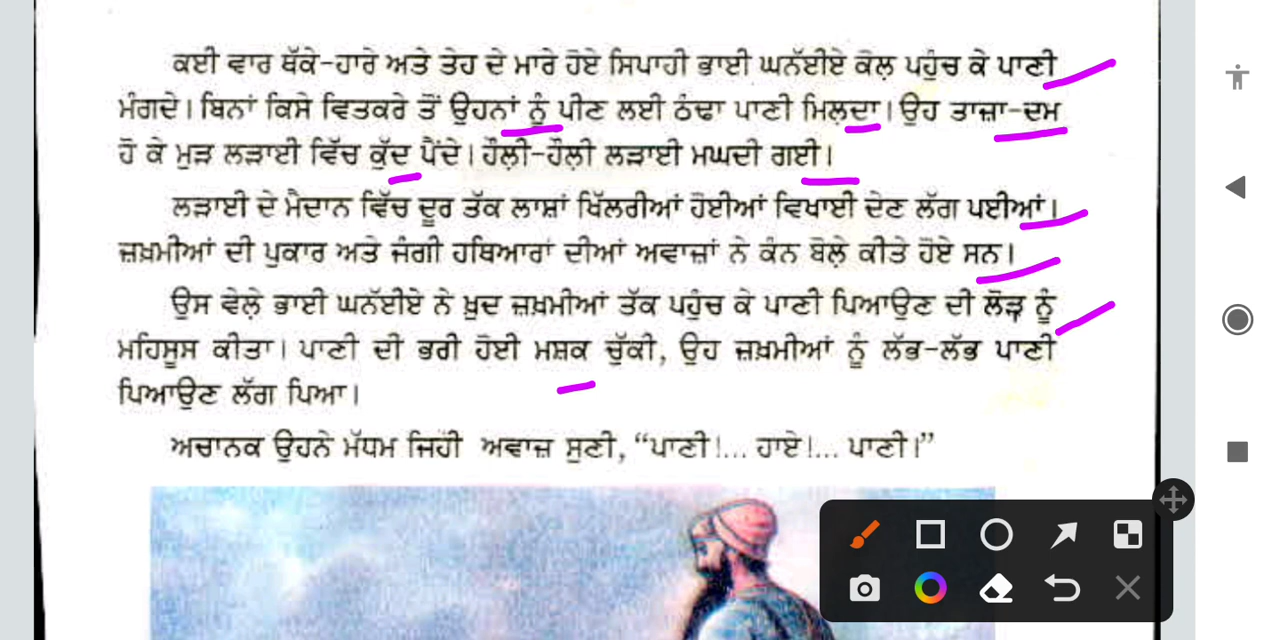 ਕਈ ਵਾਰ ਥੱਕੇ-ਹਾਰੇ ਅਤੇ ਤੇਹ ਦੇ ਮਾਰੇ ਹੋਏ ਸਿਪਾਹੀ ਭਾਈ ਘਨੱਈਏ ਕੋਲ਼ ਪਹੁੰਚ ਕੇ ਪਾਣੀ
ਮੰਗਦੇ। ਬਿਨਾਂ ਕਿਸੇ ਵਿਤਕਰੇ ਤੋਂ ਉਹਨਾਂ ਨੂੰ ਪੀਣ ਲਈ ਠੰਢਾ ਪਾਣੀ ਮਿਲ਼ਦਾ। ਉਹ ਤਾਜ਼ਾ-ਦਮ
ਹੋ ਕੇ ਮੁੜ ਲੜਾਈ ਵਿੱਚ ਕੁੱਦ ਪੈਂਦੇ। ਹੌਲ਼ੀ-ਹੌਲ਼ੀ ਲੜਾਈ ਮਘਦੀ ਗਈ।
ਲੜਾਈ ਦੇ ਮੈਦਾਨ ਵਿੱਚ ਦੂਰ ਤੱਕ ਲਾਸ਼ਾਂ ਖਿੱਲਰੀਆਂ ਹੋਈਆਂ ਵਿਖਾਈ ਦੇਣ ਲੱਗ ਪਈਆਂ।
ਜ਼ਖ਼ਮੀਆਂ ਦੀ ਪੁਕਾਰ ਅਤੇ ਜੰਗੀ ਹਥਿਆਰਾਂ ਦੀਆਂ ਅਵਾਜ਼ਾਂ ਨੇ ਕੰਨ ਬੋਲ਼ੇ ਕੀਤੇ ਹੋਏ ਸਨ।
ਉਸ ਵੇਲ਼ੇ ਭਾਈ ਘਨੱਈਏ ਨੇ ਖ਼ੁਦ ਜ਼ਖ਼ਮੀਆਂ ਤੱਕ ਪਹੁੰਚ ਕੇ ਪਾਣੀ ਪਿਆਉਣ ਦੀ ਲੋੜ ਨੂੰ
ਮਹਿਸੂਸ ਕੀਤਾ। ਪਾਣੀ ਦੀ ਭਰੀ ਹੋਈ ਮਸ਼ਕ ਚੁੱਕੀ, ਉਹ ਜ਼ਖ਼ਮੀਆਂ ਨੂੰ ਲੱਭ-ਲੱਭ ਪਾਣੀ
ਪਿਆਉਣ ਲੱਗ ਪਿਆ।
ਅਚਾਨਕ ਉਹਨੇ ਮੱਧਮ ਜਿਹੀ ਅਵਾਜ਼ ਸੁਣੀ, “ਪਾਣੀ!... ਹਾਏ!... ਪਾਣੀ!”